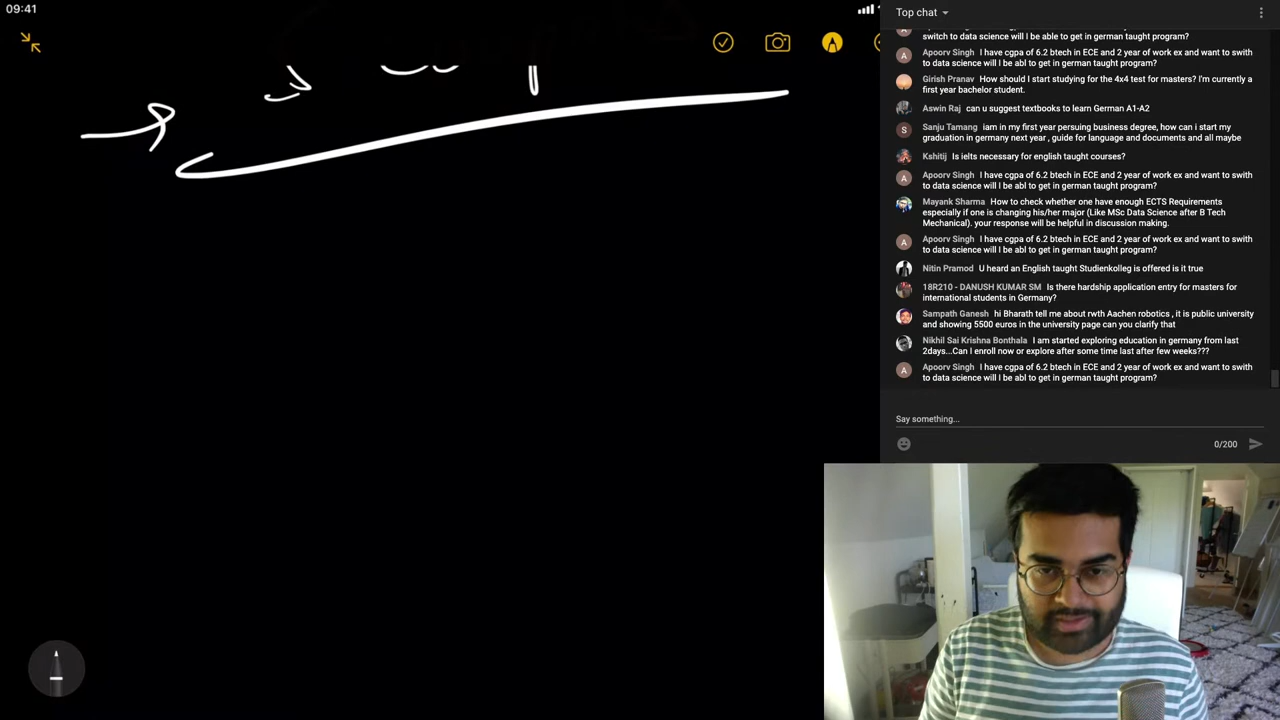 09:41
Top chat
switch to data science will I be able to get in german taught program?
Apoorv Singh I have cgpa of 6.2 btech in ECE and 2 year of work ex and want to swith
to data science will I be abl to get in german taught program?
Girish Pranav How should I start studying for the 4x4 test for masters? I'm currently a
first year bachelor student.
Aswin Raj can u suggest textbooks to learn German A1-A2
S
Sanju Tamang iam in my first year persuing business degree, how can i start my
graduation in germany next year , guide for language and documents and all maybe
Kshitij Is ielts necessary for english taught courses?
A
Apoorv Singh I have cgpa of 6.2 btech in ECE and 2 year of work ex and want to swith
to data science will I be abl to get in german taught program?
Mayank Sharma How to check whether one have enough ECTS Requirements
especially if one is changing his/her major (Like MSc Data Science after B Tech
Mechanical). your response will be helpful in discussion making.
A
Apoorv Singh I have cgpa of 6.2 btech in ECE and 2 year of work ex and want to swith
to data science will I be abl to get in german taught program?
Nitin Pramod U heard an English taught Studienkolleg is offered is it true
18R210 - DANUSH KUMAR SM Is there hardship application entry for masters for
international students in Germany?
Sampath Ganesh hi Bharath tell me about rwth Aachen robotics , it is public university
and showing 5500 euros in the university page can you clarify that
Nikhil Sai Krishna Bonthala I am started exploring education in germany from last
2days...Can I enroll now or explore after some time last after few weeks???
A
Apoorv Singh I have cgpa of 6.2 btech in ECE and 2 year of work ex and want to swith
to data science will I be abl to get in german taught program?
Say something...
0/200